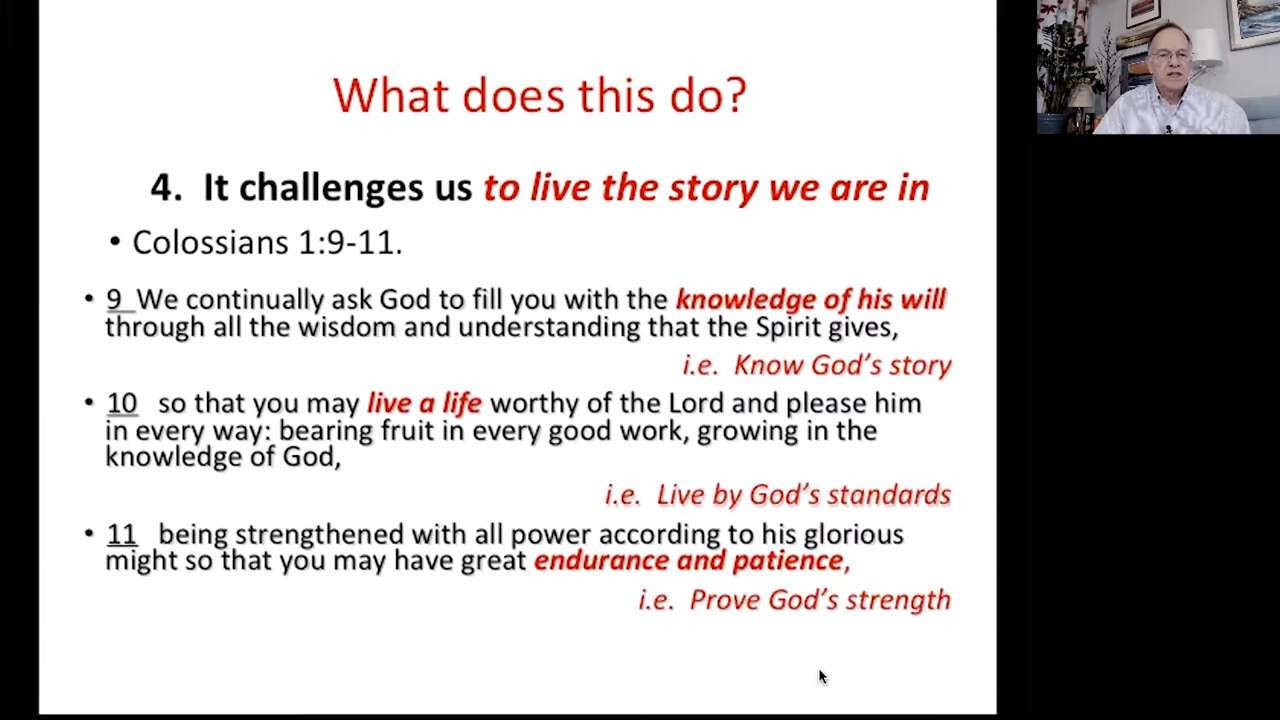 What does this do?
4. It challenges us to live the story we are in
• Colossians 1:9-11.
• 9 We continually ask God to fill you with the knowledge of his will
through all the wisdom and understanding that the Spirit gives,
i.e. Know God's story
• 10 so that you may live a life worthy of the Lord and please him
in every way: bearing fruit in every good work, growing in the
knowledge of God,
i.e. Live by God's standards
• 11 being strengthened with all power according to his glorious
might so that you may have great endurance and patience,
i.e. Prove God's strength